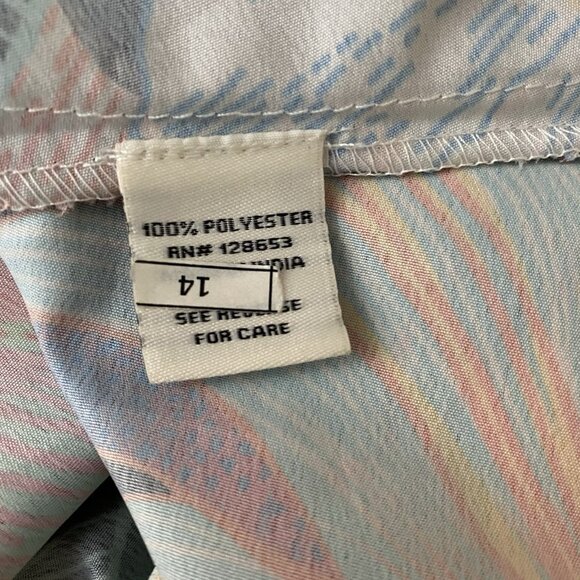 100% POLYESTER
RN# 128653
INDIA
14
SEE REVERSE
FOR CARE